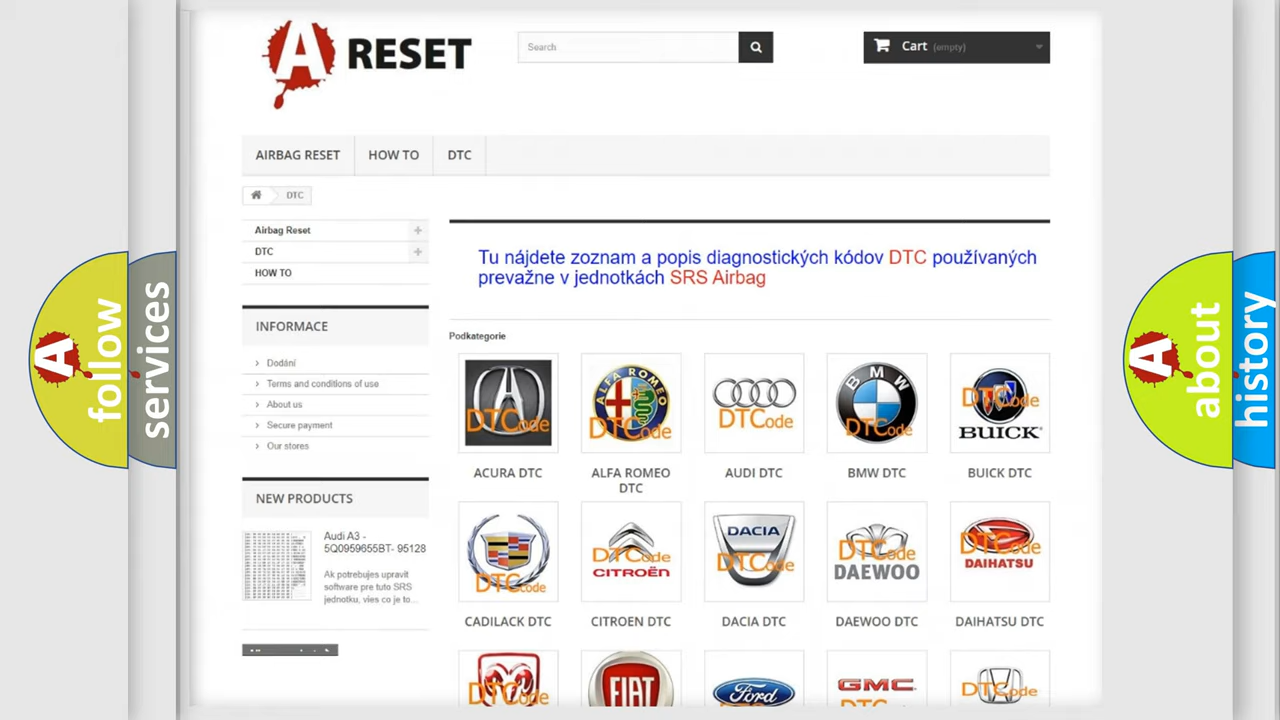 A RESET
Search
Cart (empty)
AIRBAG RESET
HOW TO
DTC
DTC
Airbag Reset
DTC
HOW TO
Tu nájdete zoznam a popis diagnostických kódov DTC používaných
prevažne v jednotkách SRS Airbag
INFORMACE
Dodání
Terms and conditions of use
About us
Secure payment
Our stores
Podkategorie
DTCode
ALFA ROMEO
DTCode
DTCode
BMW
DTCode
DTCode
BUICK
ACURA DTC
ALFA ROMEO
DTC
AUDI DTC
BMW DTC
BUICK DTC
NEW PRODUCTS
Audi A3 -
5Q0959655BT- 95128
Ak potrebujes upravit
software pre tuto SRS
jednotku, vies co je to...
DTCode
DTCode
CITROËN
DACIA
DTCode
DTCode
DAEWOO
DTCode
DAIHATSU
CADILACK DTC
CITROEN DTC
DACIA DTC
DAEWOO DTC
DAIHATSU DTC
DTCode
FIAT
Ford
GMC
DTCode
A follow
services
A about
history